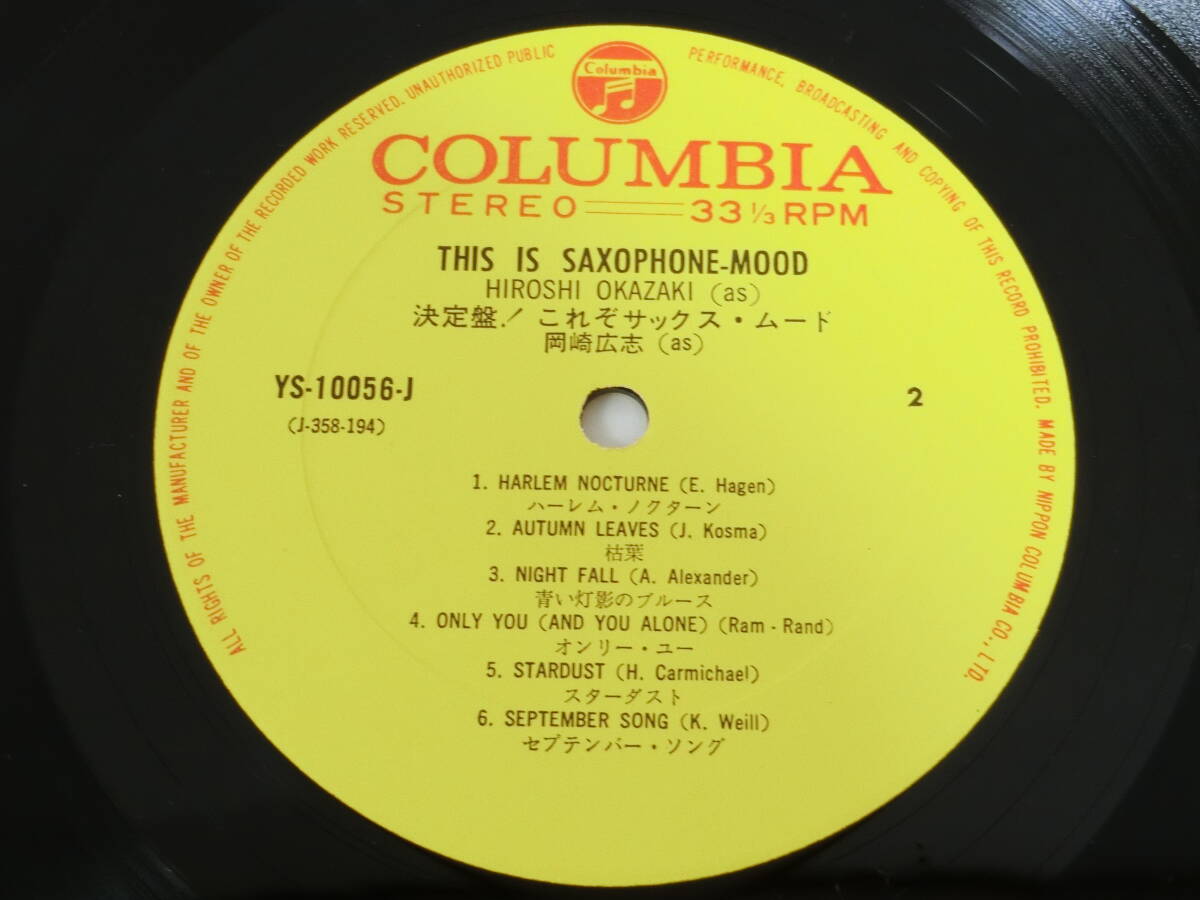 Columbia
ALL RIGHTS OF THE MANUFACTURER AND OF THE OWNER OF THE RECORDED WORK RESERVED. UNAUTHORIZED PUBLIC PERFORMANCE, BROADCASTING AND COPYING OF THIS RECORD PROHIBITED. MADE BY NIPPON COLUMBIA CO., LTD.
COLUMBIA
STEREO 33 1/3 RPM
THIS IS SAXOPHONE-MOOD
HIROSHI OKAZAKI (as)
決定盤!これぞサックス・ムード
岡崎広志 (as)
YS-10056-J 2
(J-358-194)
1. HARLEM NOCTURNE (E. Hagen)
ハーレム・ノクターン
2. AUTUMN LEAVES (J. Kosma)
枯葉
3. NIGHT FALL (A. Alexander)
青い灯影のブルース
4. ONLY YOU (AND YOU ALONE) (Ram - Rand)
オンリー・ユー
5. STARDUST (H. Carmichael)
スターダスト
6. SEPTEMBER SONG (K. Weill)
セプテンバー・ソング